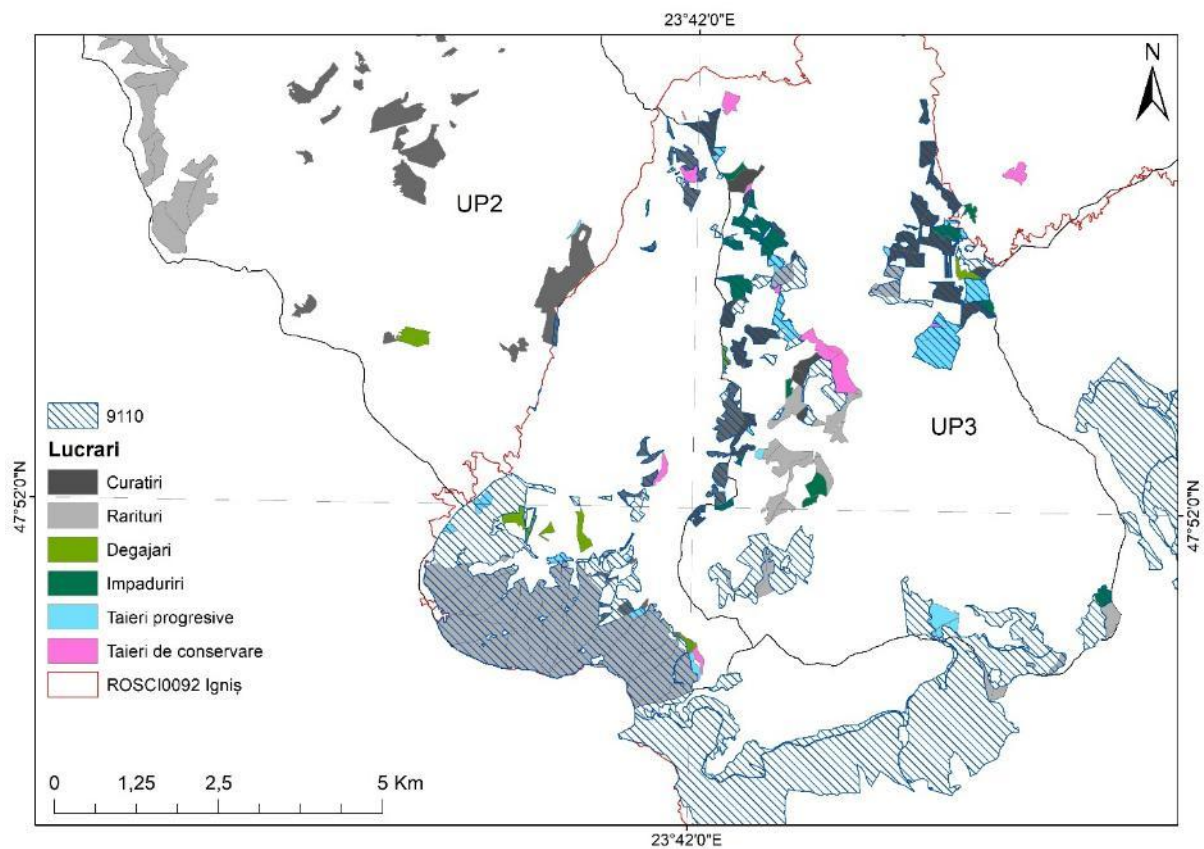 23°42'0"E
N
UP2
UP3
9110
Lucrari
Curatiri
Rarituri
Degajari
Impaduriri
Taieri progresive
Taieri de conservare
ROSCI0092 Igniș
47°52'0"N
47°52'0"N
0 1,25 2,5 5 Km
23°42'0"E